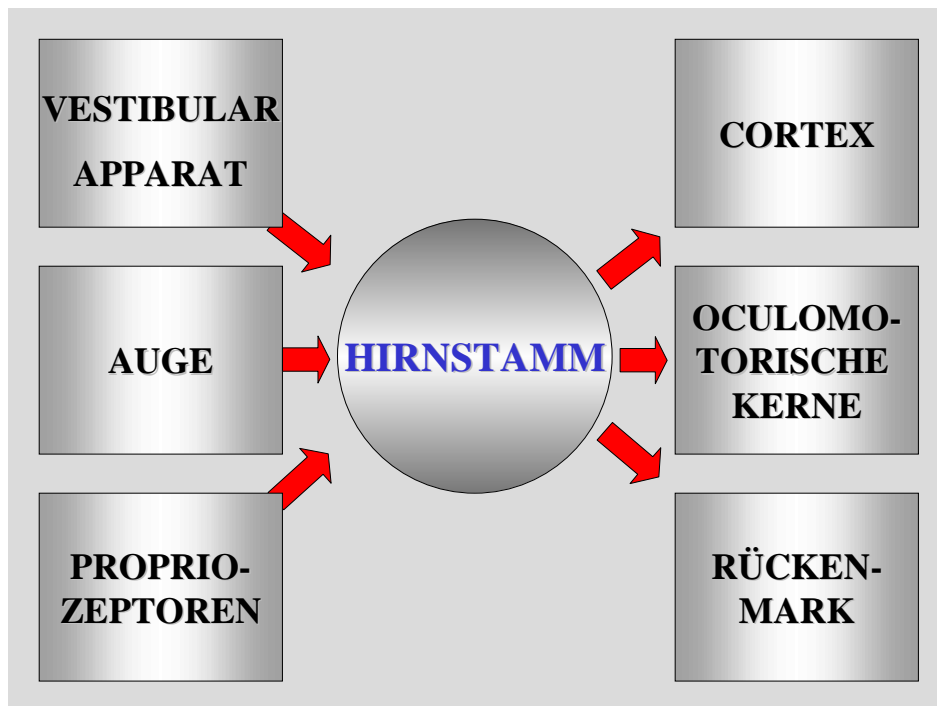 VESTIBULAR
APPARAT
AUGE
PROPRIO-
ZEPTOREN
HIRNSTAMM
CORTEX
OCULOMO-
TORISCHE
KERNE
RÜCKEN-
MARK